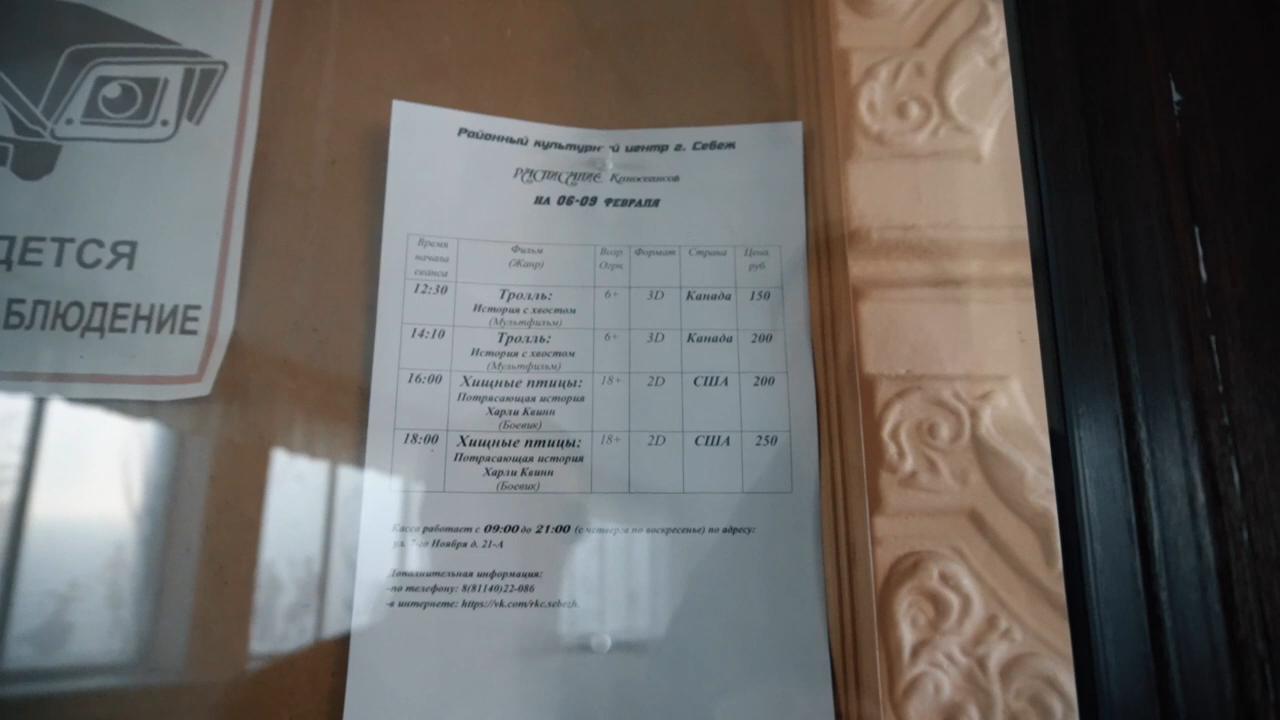 ДЕТСЯ
БЛЮДЕНИЕ
Районный культурный центр г. Себеж
РАСПИСАНИЕ Киносеансов
НА 06-09 ФЕВРАЛЯ
Время начала сеанса Фильм (Жанр) Возр. Огрн. Формат Страна Цена, руб.
12:30 Тролль: 6+ 3D Канада 150
История с хвостом
(Мультфильм)
14:10 Тролль: 6+ 3D Канада 200
История с хвостом
(Мультфильм)
16:00 Хищные птицы: 18+ 2D США 200
Потрясающая история
Харли Квинн
(Боевик)
18:00 Хищные птицы: 18+ 2D США 250
Потрясающая история
Харли Квинн
(Боевик)
Касса работает с 09:00 до 21:00 (с четверга по воскресенье) по адресу:
ул. 7-го Ноября д. 21-А
Дополнительная информация:
-по телефону: 8(81140)22-086
-в интернете: https://vk.com/rkc.sebezh